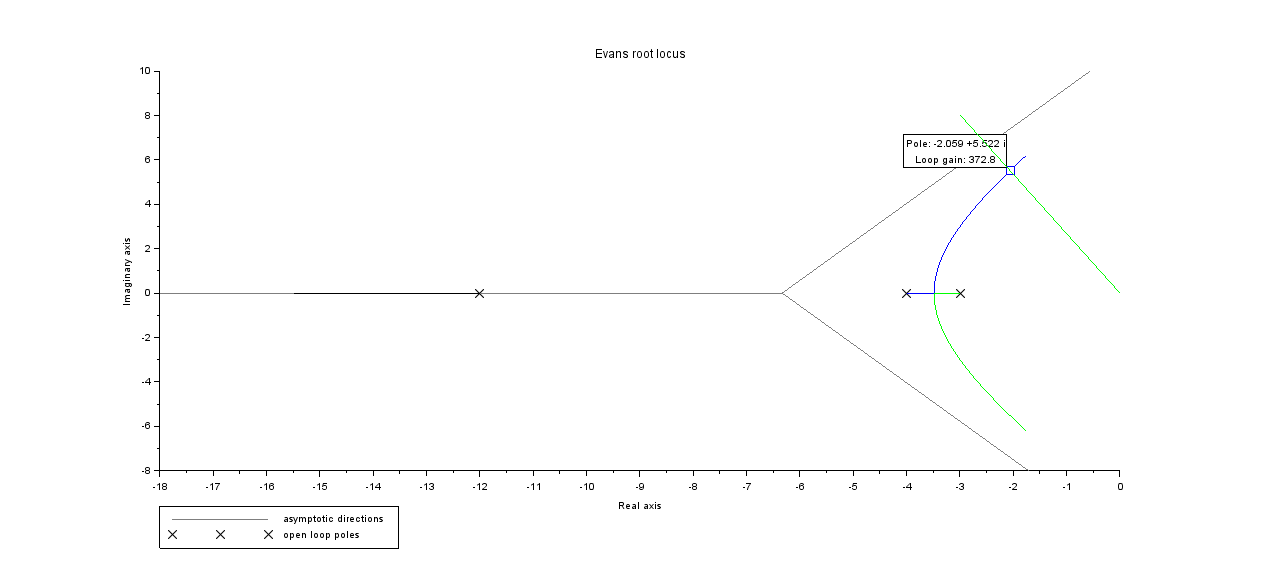 Evans root locus
10
8
6
4
2
0
-2
-4
-6
-8
Imaginary axis
Pole: -2.059 +5.522 i
Loop gain: 372.8
-18 -17 -16 -15 -14 -13 -12 -11 -10 -9 -8 -7 -6 -5 -4 -3 -2 -1 0
Real axis
asymptotic directions
open loop poles